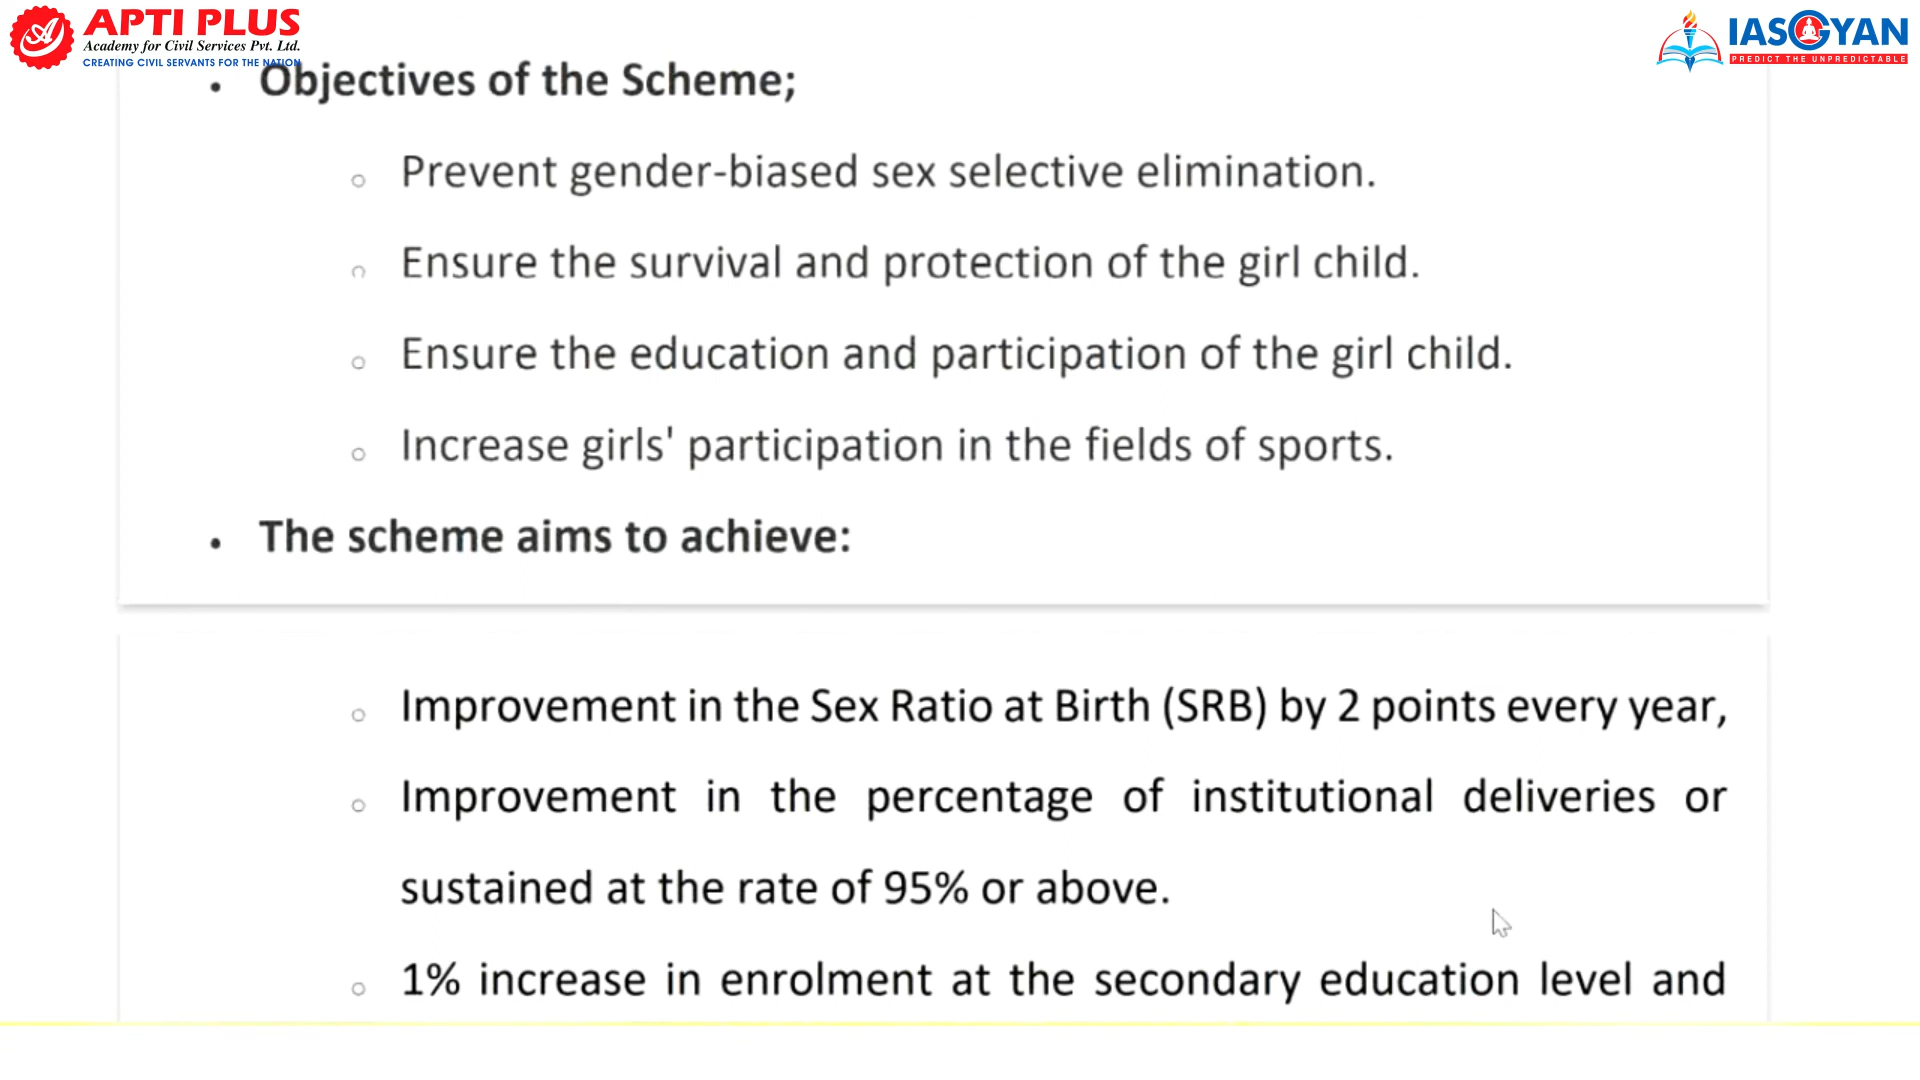 APTI PLUS
Academy for Civil Services Pvt. Ltd.
CREATING CIVIL SERVANTS FOR THE NATION
IASGYAN
PREDICT THE UNPREDICTABLE
• Objectives of the Scheme;
○ Prevent gender-biased sex selective elimination.
○ Ensure the survival and protection of the girl child.
○ Ensure the education and participation of the girl child.
○ Increase girls' participation in the fields of sports.
• The scheme aims to achieve:
○ Improvement in the Sex Ratio at Birth (SRB) by 2 points every year,
○ Improvement in the percentage of institutional deliveries or
sustained at the rate of 95% or above.
○ 1% increase in enrolment at the secondary education level and